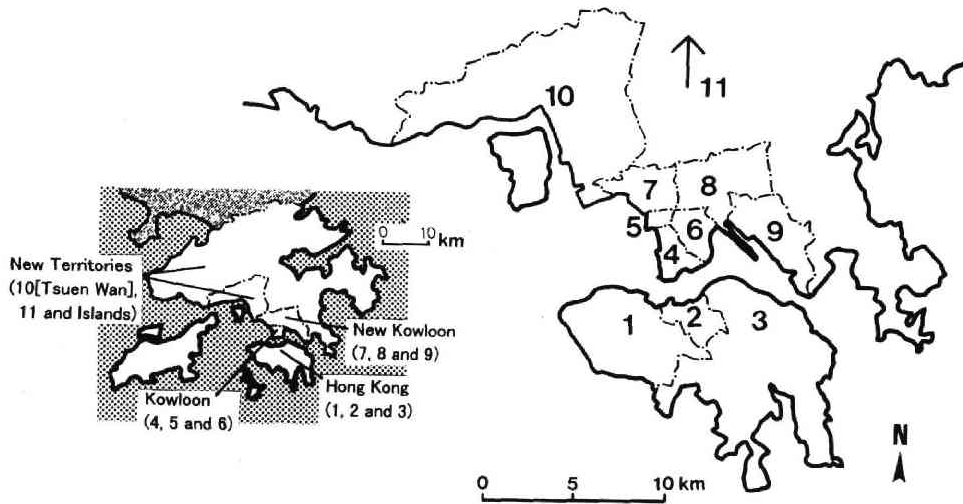 10
11
7
8
5
6
9
4
1
2
3
0 10
km
New Territories
(10[Tsuen Wan],
11 and Islands)
New Kowloon
(7, 8 and 9)
Hong Kong
(1, 2 and 3)
Kowloon
(4, 5 and 6)
N
0 5 10 km